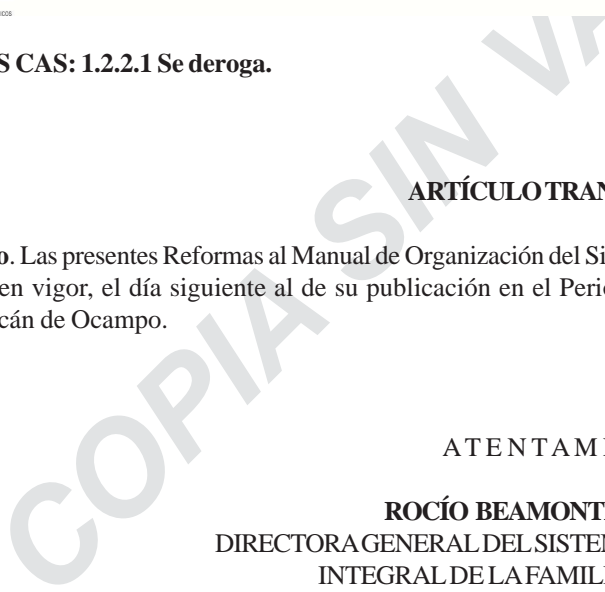 S CAS: 1.2.2.1 Se deroga.
ARTÍCULO TRAN
o. Las presentes Reformas al Manual de Organización del Si
en vigor, el día siguiente al de su publicación en el Peri
cán de Ocampo.
A T E N T A M
ROCÍO BEAMONT
DIRECTORA GENERAL DEL SISTE
INTEGRAL DE LA FAMIL
COPIA SIN V